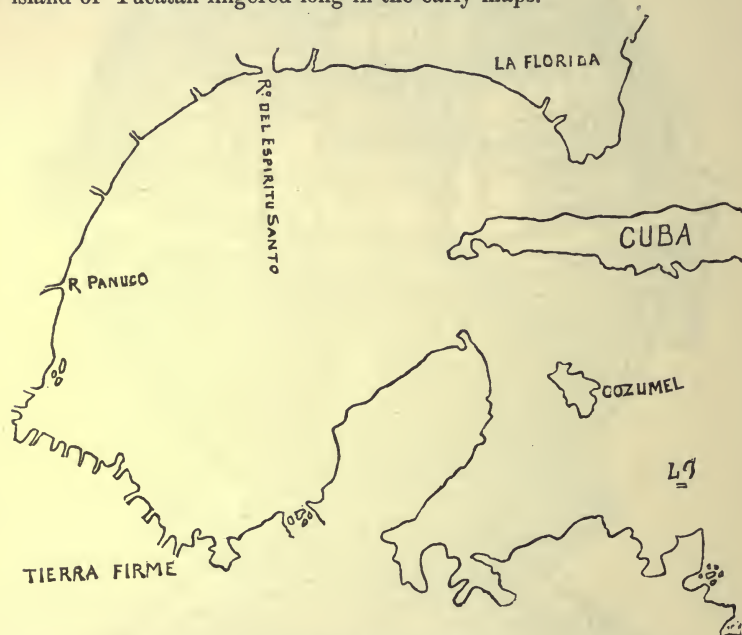 island of Yucatan lingered long in the early maps.
LA FLORIDA
Rº. DEL ESPIRITU SANTO
CUBA
R PANUCO
COZUMEL
TIERRA FIRME